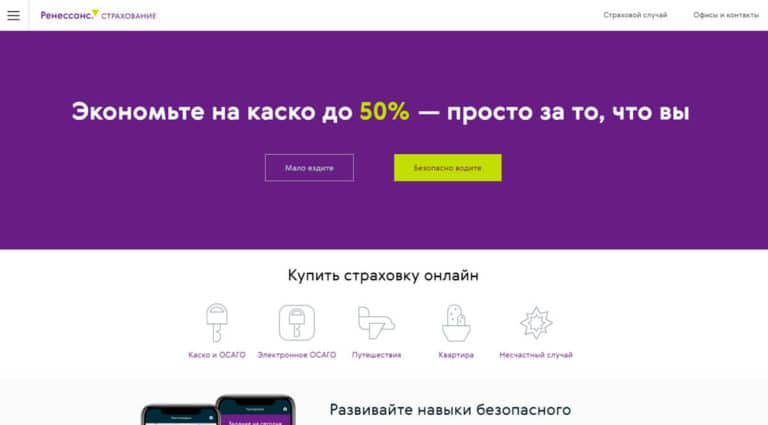 Ренессанс. СТРАХОВАНИЕ
Страховой случай
Офисы и контакты
Экономьте на каско до 50% — просто за то, что вы
Мало ездите
Безопасно водите
Купить страховку онлайн
Каско и ОСАГО
Электронное ОСАГО
Путешествия
Квартира
Несчастный случай
Развивайте навыки безопасного